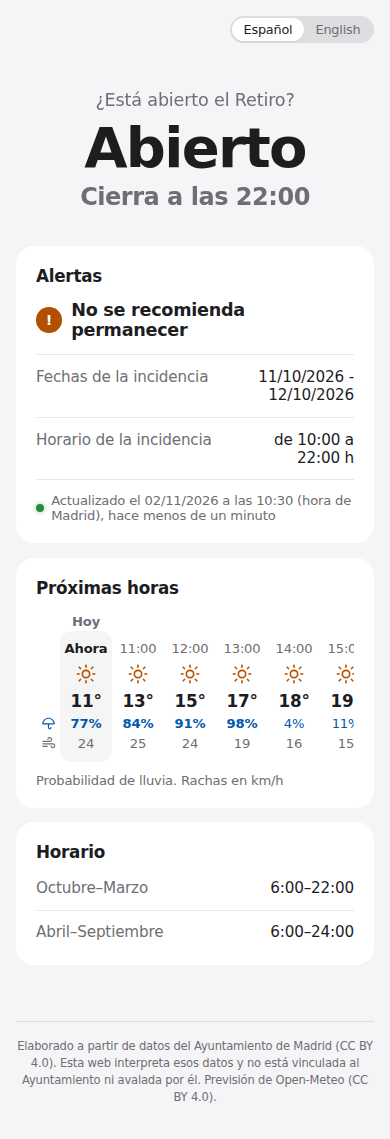 Español English
¿Está abierto el Retiro?
Abierto
Cierra a las 22:00
Alertas
! No se recomienda
permanecer
Fechas de la incidencia 11/10/2026 -
12/10/2026
Horario de la incidencia de 10:00 a
22:00 h
Actualizado el 02/11/2026 a las 10:30 (hora de
Madrid), hace menos de un minuto
Próximas horas
Hoy
Ahora 11:00 12:00 13:00 14:00 15:0
11° 13° 15° 17° 18° 19
77% 84% 91% 98% 4% 11%
24 25 24 19 16 15
Probabilidad de lluvia. Rachas en km/h
Horario
Octubre–Marzo 6:00–22:00
Abril–Septiembre 6:00–24:00
Elaborado a partir de datos del Ayuntamiento de Madrid (CC BY
4.0). Esta web interpreta esos datos y no está vinculada al
Ayuntamiento ni avalada por él. Previsión de Open-Meteo (CC
BY 4.0).